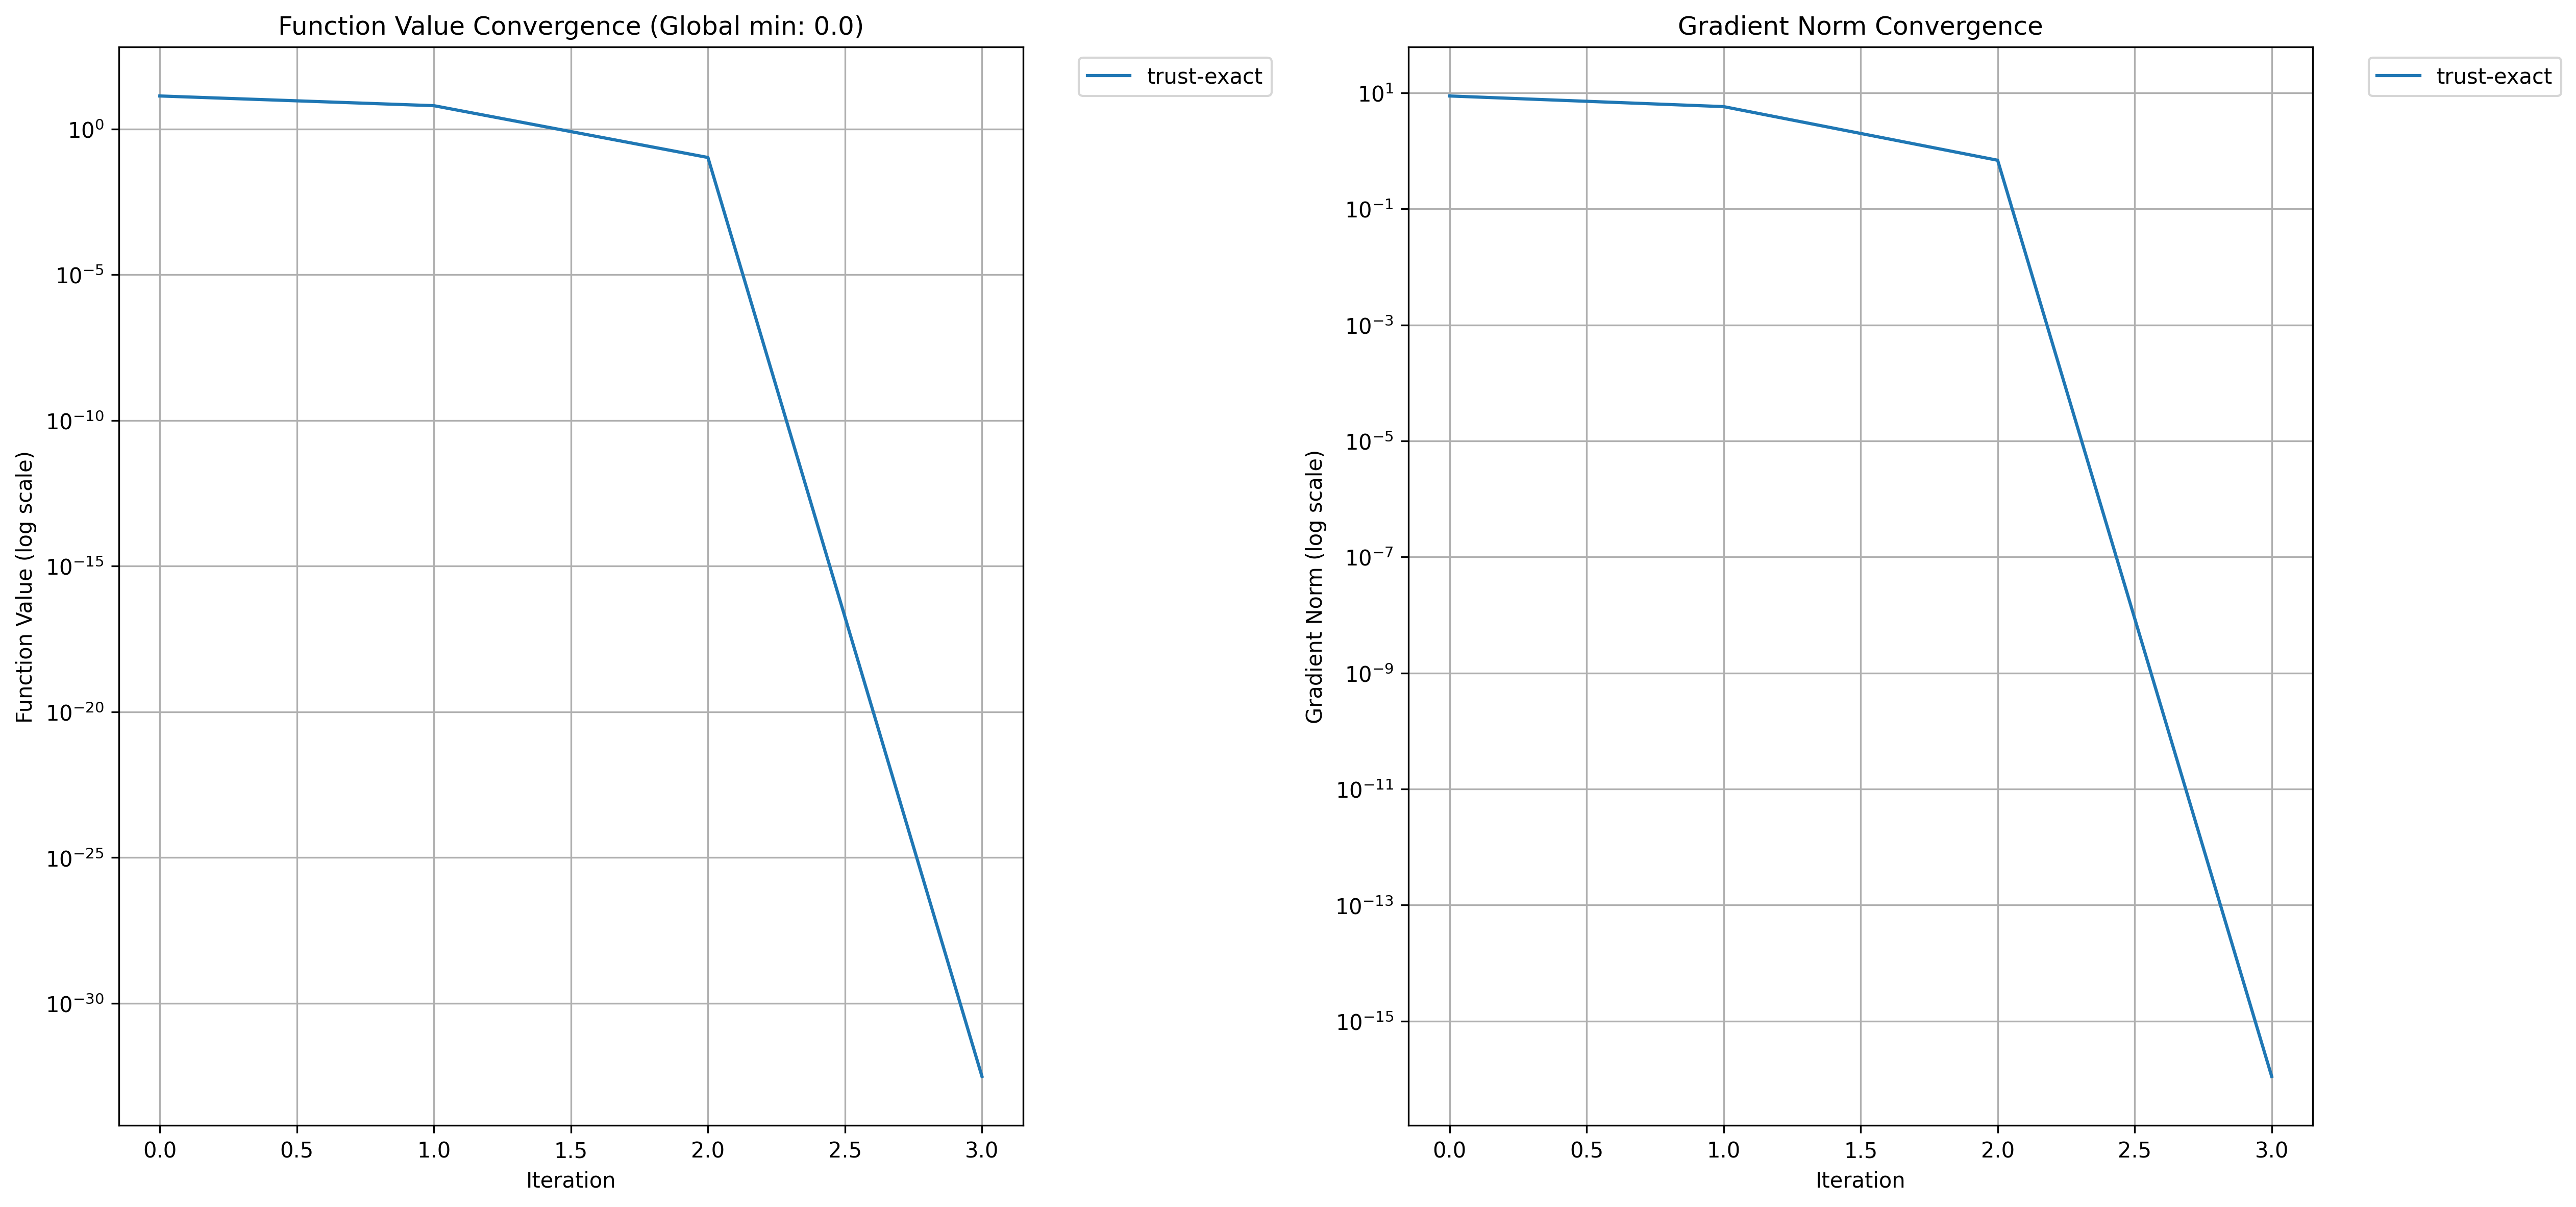 Function Value Convergence (Global min: 0.0)
trust-exact
Function Value (log scale)
10⁰
10⁻⁵
10⁻¹⁰
10⁻¹⁵
10⁻²⁰
10⁻²⁵
10⁻³⁰
0.0 0.5 1.0 1.5 2.0 2.5 3.0
Iteration
Gradient Norm Convergence
trust-exact
Gradient Norm (log scale)
10¹
10⁻¹
10⁻³
10⁻⁵
10⁻⁷
10⁻⁹
10⁻¹¹
10⁻¹³
10⁻¹⁵
0.0 0.5 1.0 1.5 2.0 2.5 3.0
Iteration